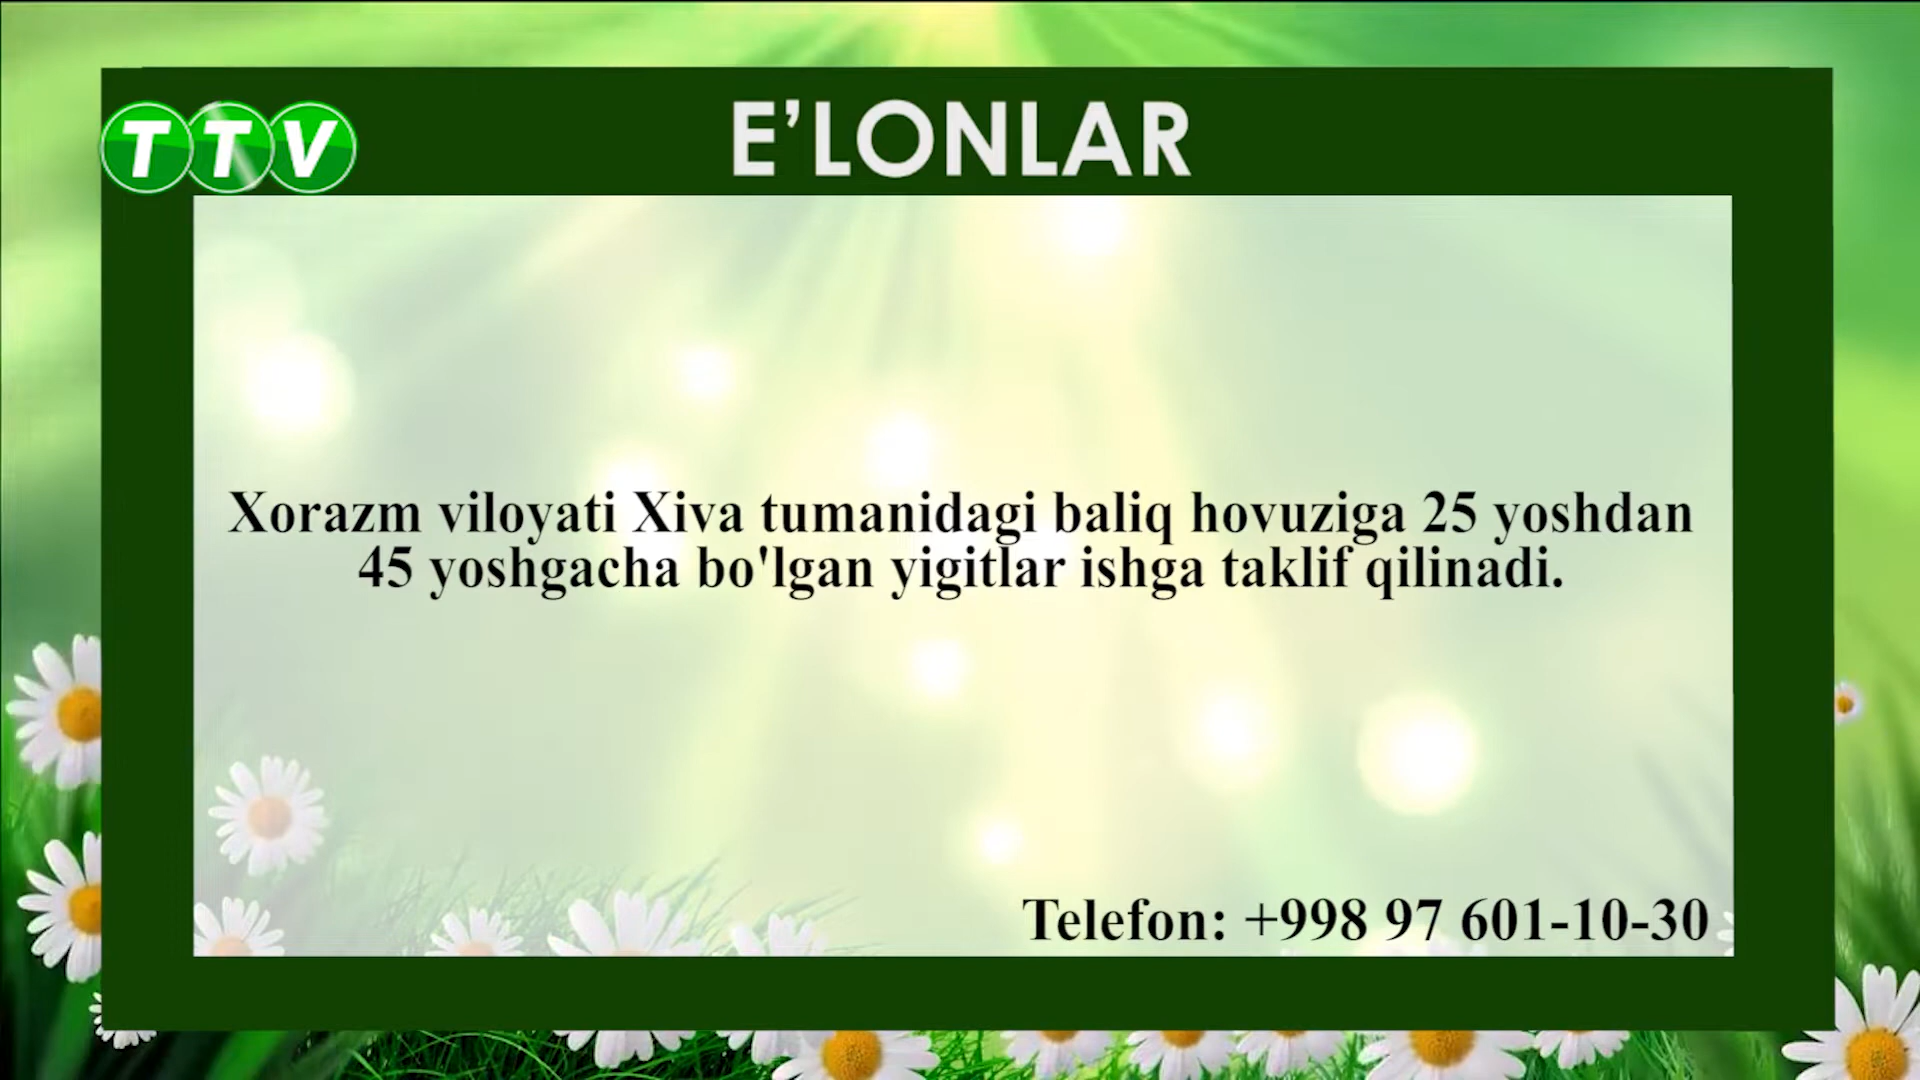 TTV
E’LONLAR
Xorazm viloyati Xiva tumanidagi baliq hovuziga 25 yoshdan
45 yoshgacha bo'lgan yigitlar ishga taklif qilinadi.
Telefon: +998 97 601-10-30